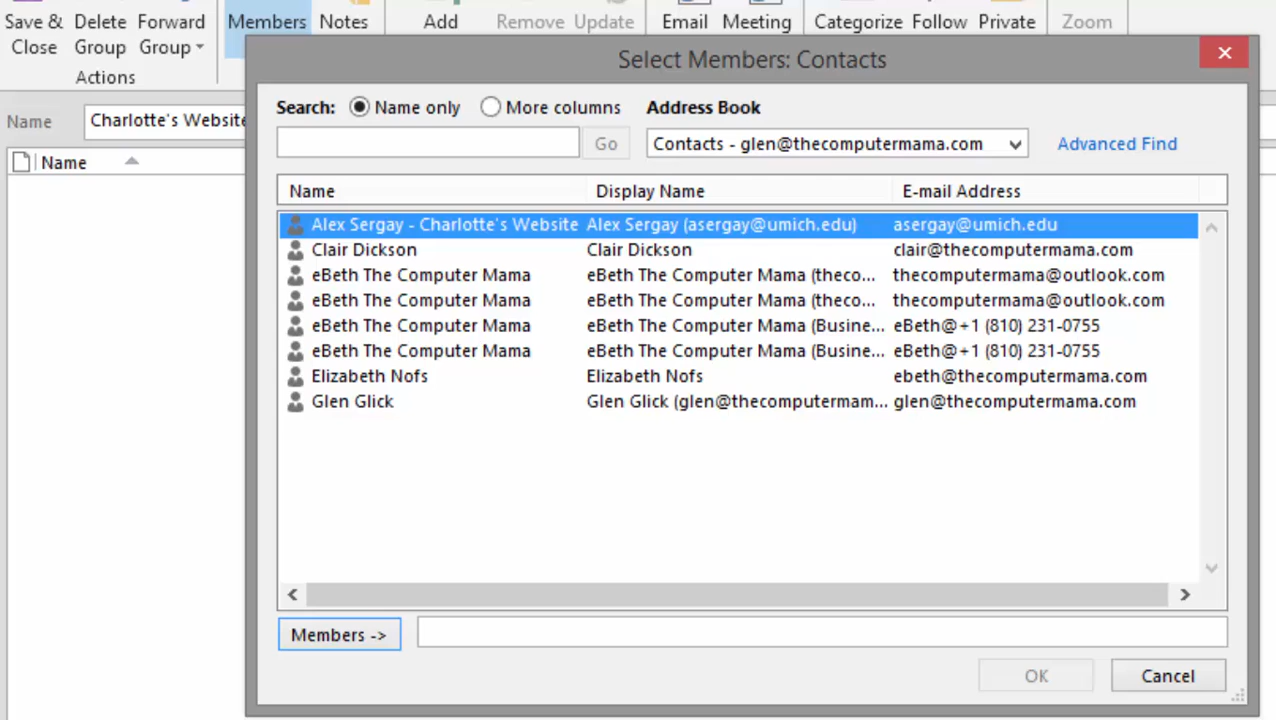 Save & Delete Forward Members Notes Add Remove Update Email Meeting Categorize Follow Private Zoom
Close Group Group
Actions
Select Members: Contacts
Search: Name only More columns Address Book
Name Charlotte's Website
Go Contacts - glen@thecomputermama.com Advanced Find
Name
Name Display Name E-mail Address
Alex Sergay - Charlotte's Website Alex Sergay (asergay@umich.edu) asergay@umich.edu
Clair Dickson Clair Dickson clair@thecomputermama.com
eBeth The Computer Mama eBeth The Computer Mama (theco... thecomputermama@outlook.com
eBeth The Computer Mama eBeth The Computer Mama (theco... thecomputermama@outlook.com
eBeth The Computer Mama eBeth The Computer Mama (Busine... eBeth@+1 (810) 231-0755
eBeth The Computer Mama eBeth The Computer Mama (Busine... eBeth@+1 (810) 231-0755
Elizabeth Nofs Elizabeth Nofs ebeth@thecomputermama.com
Glen Glick Glen Glick (glen@thecomputermam... glen@thecomputermama.com
Members ->
OK Cancel